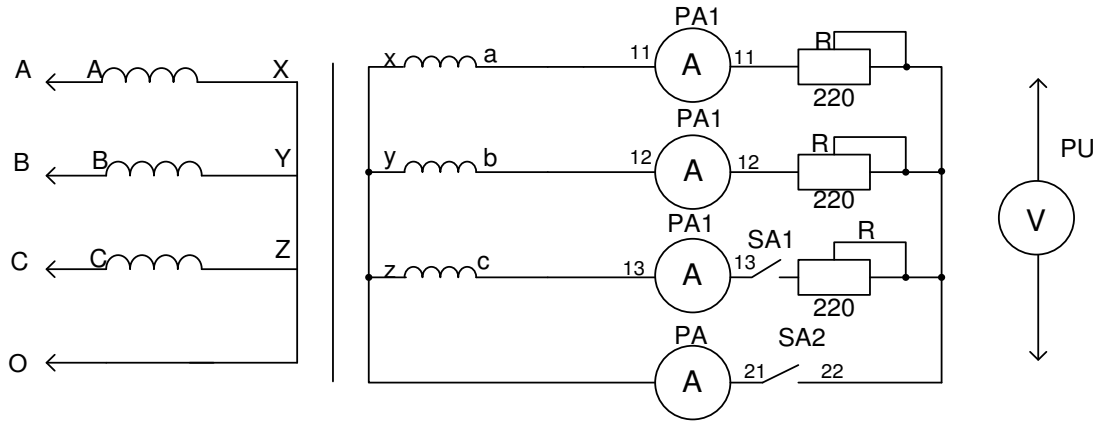 PA1
A A X x a 11 A 11 R
220
PA1
B B Y y b 12 A 12 R
220
PU
V
PA1
C C Z z c 13 A 13 SA1 R
220
PA SA2
O A 21 22